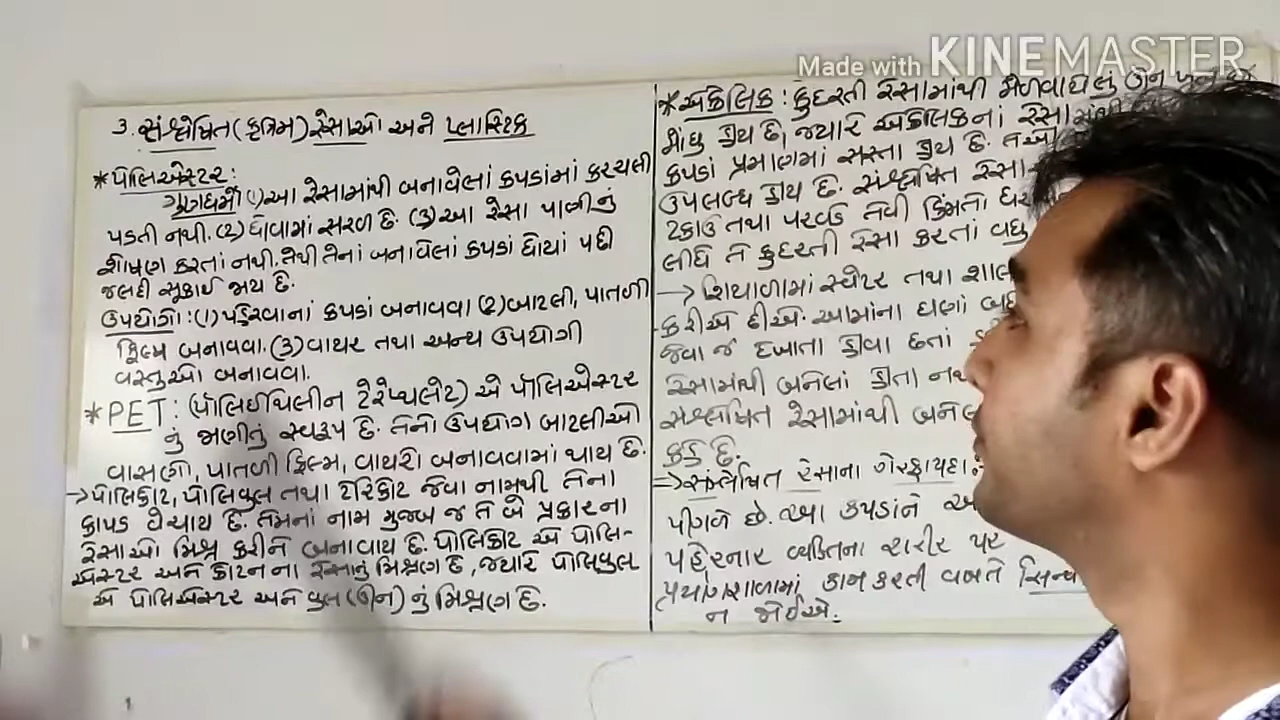 Made with KINEMASTER
૩. સંશ્લેષિત (કૃત્રિમ) રેસાઓ અને પ્લાસ્ટિક
* પોલિએસ્ટર:
ગુણધર્મો (૧) આ રેસામાંથી બનાવેલાં કપડાંમાં કરચલી
પડતી નથી. (૨) ધોવામાં સરળ છે. (૩) આ રેસા પાણીનું
શોષણ કરતાં નથી. તેથી તેનાં બનાવેલાં કપડાં ધોયાં પછી
જલદી સૂકાઈ જાય છે.
ઉપયોગો: (૧) પહેરવાનાં કપડાં બનાવવા (૨) બાટલી, પાતળી
ફિલ્મ બનાવવા. (૩) વાયર તથા અન્ય ઉપયોગી
વસ્તુઓ બનાવવા.
* PET: (પૉલિઇથિલીન ટેરેપ્થલેટ) એ પૉલિએસ્ટર
નું જાણીતું સ્વરૂપ છે. તેનો ઉપયોગ બાટલીઓ
વાસણો, પાતળી ફિલ્મ, વાયરો બનાવવામાં થાય છે.
→ પોલિકોટ, પોલિવુલ તથા ટેરિકોટ જેવા નામથી તેના
કાપડ વેચાય છે. તેમનાં નામ મુજબ જ તે બે પ્રકારના
રેસાઓ મિશ્ર કરીને બનાવાય છે. પોલિકોટ એ પોલિ-
એસ્ટર અને કોટનના રેસાનું મિશ્રણ છે, જ્યારે પોલિવુલ
એ પોલિએસ્ટર અને વુલ (ઊન) નું મિશ્રણ છે.
* એક્રેલિક: કુદરતી રેસામાંથી મેળવાયેલું ઊન ખૂબ જ
મોંઘુ હોય છે, જ્યારે એક્રેલિકનાં રેસામાંથી
કપડાં પ્રમાણમાં સસ્તા હોય છે. તેઓ
ઉપલબ્ધ હોય છે. સંશ્લેષિત રેસા
ટકાઉ તથા પરવડે તેવી કિંમતો ધરા
લીધે તે કુદરતી રેસા કરતાં વધુ
→ શિયાળામાં સ્વેટર તથા શાલ
કરીએ છીએ. આમાંના ઘણાં બધાં
જેવા જ દેખાતા હોવા છતાં
રેસામાંથી બનેલાં હોતા નથ
સંશ્લેષિત રેસામાંથી બનેલ
કહે છે.
⇒ સંશ્લેષિત રેસાના ગેરફાયદા:
પીગળે છે. આ કપડાંને આ
પહેરનાર વ્યક્તિના શરીર પર
પ્રયોગશાળામાં કામ કરતી વખતે સિન્થ
ન જોઈએ.